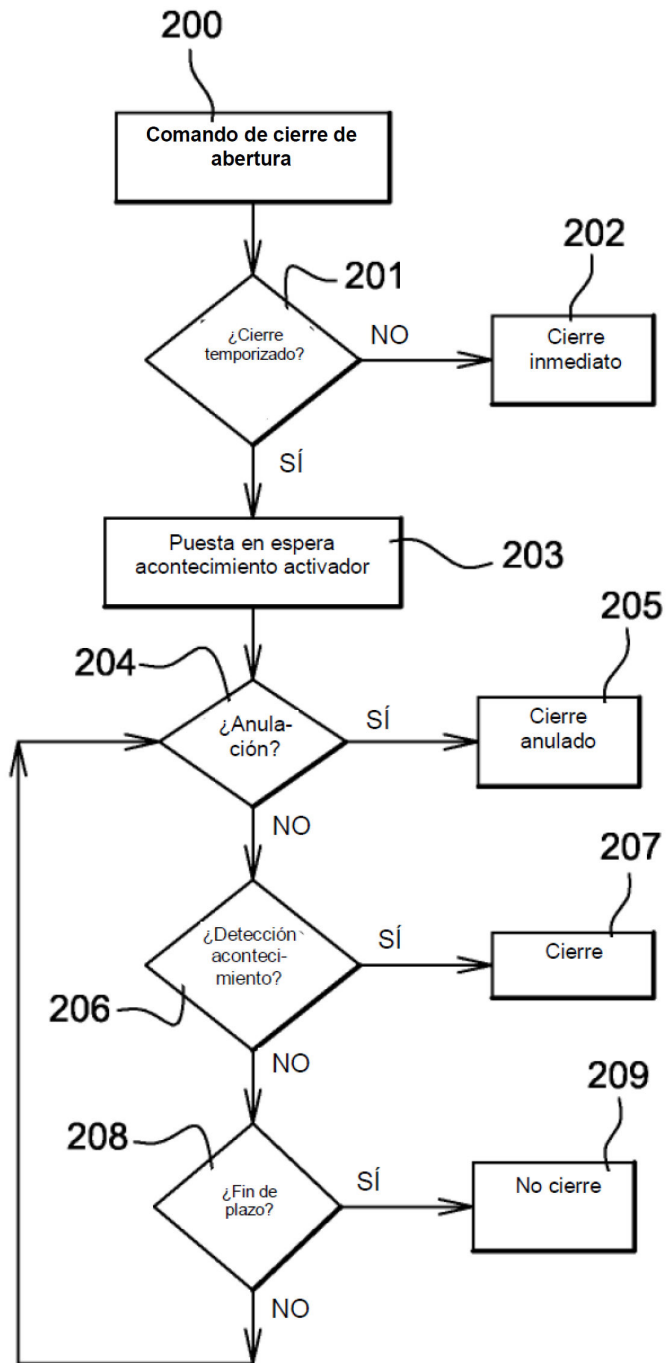 200
Comando de cierre de
abertura
201
¿Cierre
temporizado?
NO
202
Cierre
inmediato
SÍ
Puesta en espera
acontecimiento activador
203
204
¿Anula-
ción?
SÍ
205
Cierre
anulado
NO
¿Detección
aconteci-
miento?
206
SÍ
207
Cierre
NO
208
¿Fin de
plazo?
SÍ
209
No cierre
NO